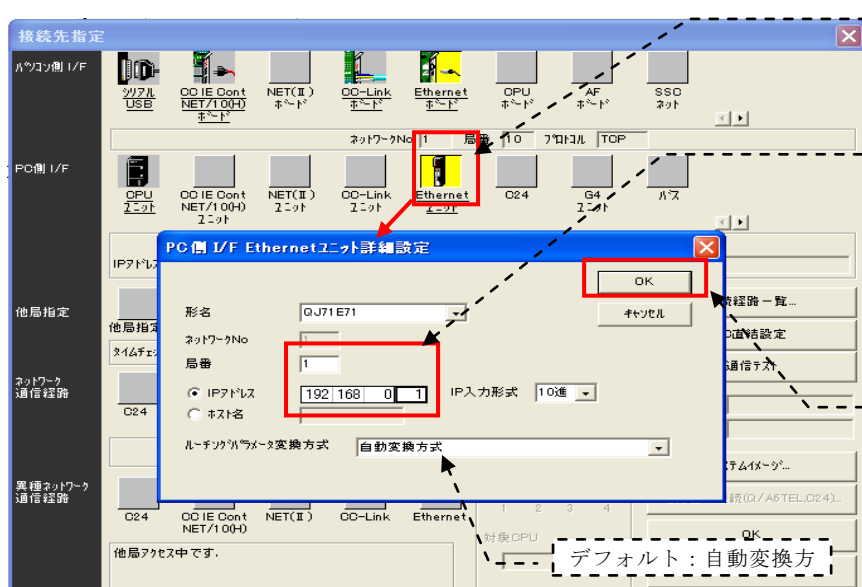 接続先指定
パソコン側 I/F
シリアル
USB
CC IE Cont
NET/10(H)
ボード
NET(Ⅱ)
ボード
CC-Link
ボード
Ethernet
ボード
CPU
ボード
AF
ボード
SSC
ネット
ネットワークNo 1 局番 10 プロトコル TCP
PC側 I/F
CPU
ユニット
CC IE Cont
NET/10(H)
ユニット
NET(Ⅱ)
ユニット
CC-Link
ユニット
Ethernet
ユニット
C24
G4
ユニット
バス
PC側 I/F Ethernetユニット詳細設定
形名 QJ71E71
ネットワークNo 1
局番 1
IPアドレス 192 168 0 1 IP入力形式 10進
ホスト名
ルーチングパラメータ変換方式 自動変換方式
OK
キャンセル
IPアドレス
他局指定
他局指定
タイムチェッ
経路一覧...
直結設定
通信テスト
ネットワーク
通信経路
C24
テムイメージ...
続(Q/A6TEL,C24)...
異種ネットワーク
通信経路
C24
CC IE Cont
NET/10(H)
NET(Ⅱ)
CC-Link
Ethernet
1 2 3 4
対象CPU
OK
他局アクセス中です.
デフォルト：自動変換方